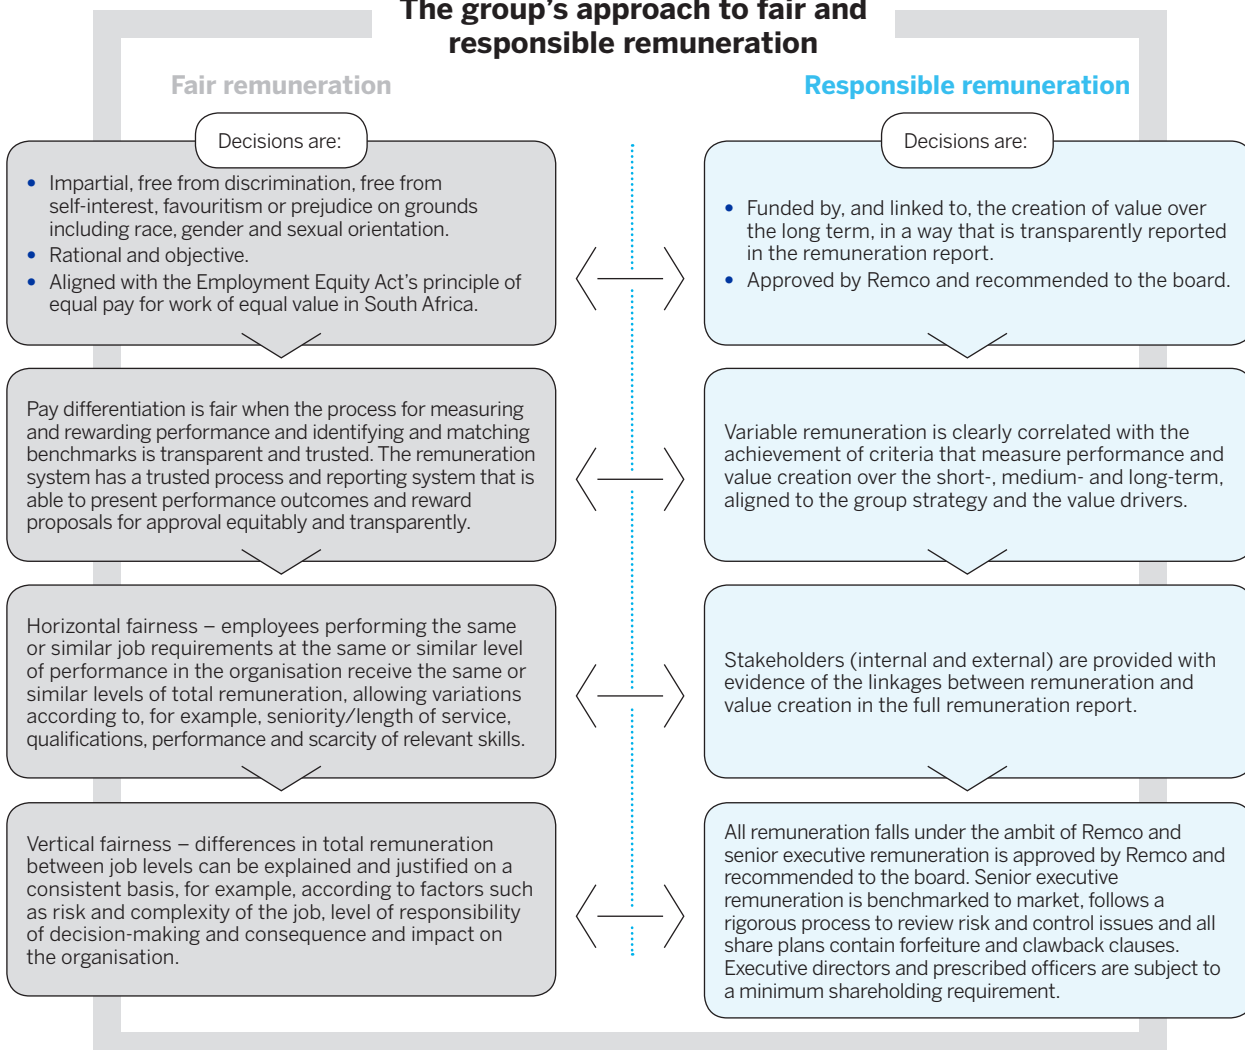 The group's approach to fair and
responsible remuneration
Fair remuneration
Decisions are:
• Impartial, free from discrimination, free from
self-interest, favouritism or prejudice on grounds
including race, gender and sexual orientation.
• Rational and objective.
• Aligned with the Employment Equity Act's principle of
equal pay for work of equal value in South Africa.
Pay differentiation is fair when the process for measuring
and rewarding performance and identifying and matching
benchmarks is transparent and trusted. The remuneration
system has a trusted process and reporting system that is
able to present performance outcomes and reward
proposals for approval equitably and transparently.
Horizontal fairness – employees performing the same
or similar job requirements at the same or similar level
of performance in the organisation receive the same or
similar levels of total remuneration, allowing variations
according to, for example, seniority/length of service,
qualifications, performance and scarcity of relevant skills.
Vertical fairness – differences in total remuneration
between job levels can be explained and justified on a
consistent basis, for example, according to factors such
as risk and complexity of the job, level of responsibility
of decision-making and consequence and impact on
the organisation.
Responsible remuneration
Decisions are:
• Funded by, and linked to, the creation of value over
the long term, in a way that is transparently reported
in the remuneration report.
• Approved by Remco and recommended to the board.
Variable remuneration is clearly correlated with the
achievement of criteria that measure performance and
value creation over the short-, medium- and long-term,
aligned to the group strategy and the value drivers.
Stakeholders (internal and external) are provided with
evidence of the linkages between remuneration and
value creation in the full remuneration report.
All remuneration falls under the ambit of Remco and
senior executive remuneration is approved by Remco and
recommended to the board. Senior executive
remuneration is benchmarked to market, follows a
rigorous process to review risk and control issues and all
share plans contain forfeiture and clawback clauses.
Executive directors and prescribed officers are subject to
a minimum shareholding requirement.